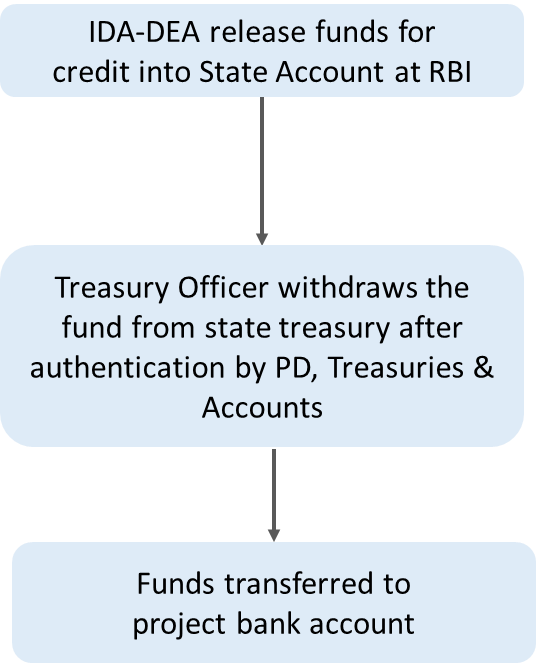 IDA-DEA release funds for
credit into State Account at RBI
Treasury Officer withdraws the
fund from state treasury after
authentication by PD, Treasuries &
Accounts
Funds transferred to
project bank account